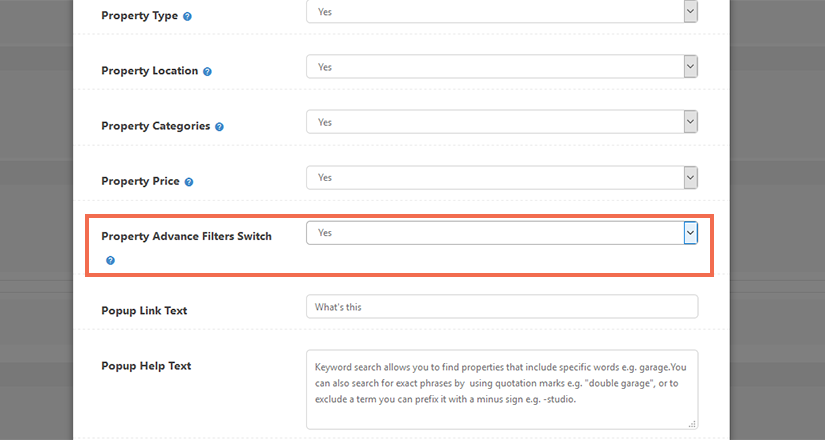 Property Type ?
Yes
Property Location ?
Yes
Property Categories ?
Yes
Property Price ?
Yes
Property Advance Filters Switch
?
Yes
Popup Link Text
What's this
Popup Help Text
Keyword search allows you to find properties that include specific words e.g. garage.You
can also search for exact phrases by using quotation marks e.g. "double garage", or to
exclude a term you can prefix it with a minus sign e.g. -studio.